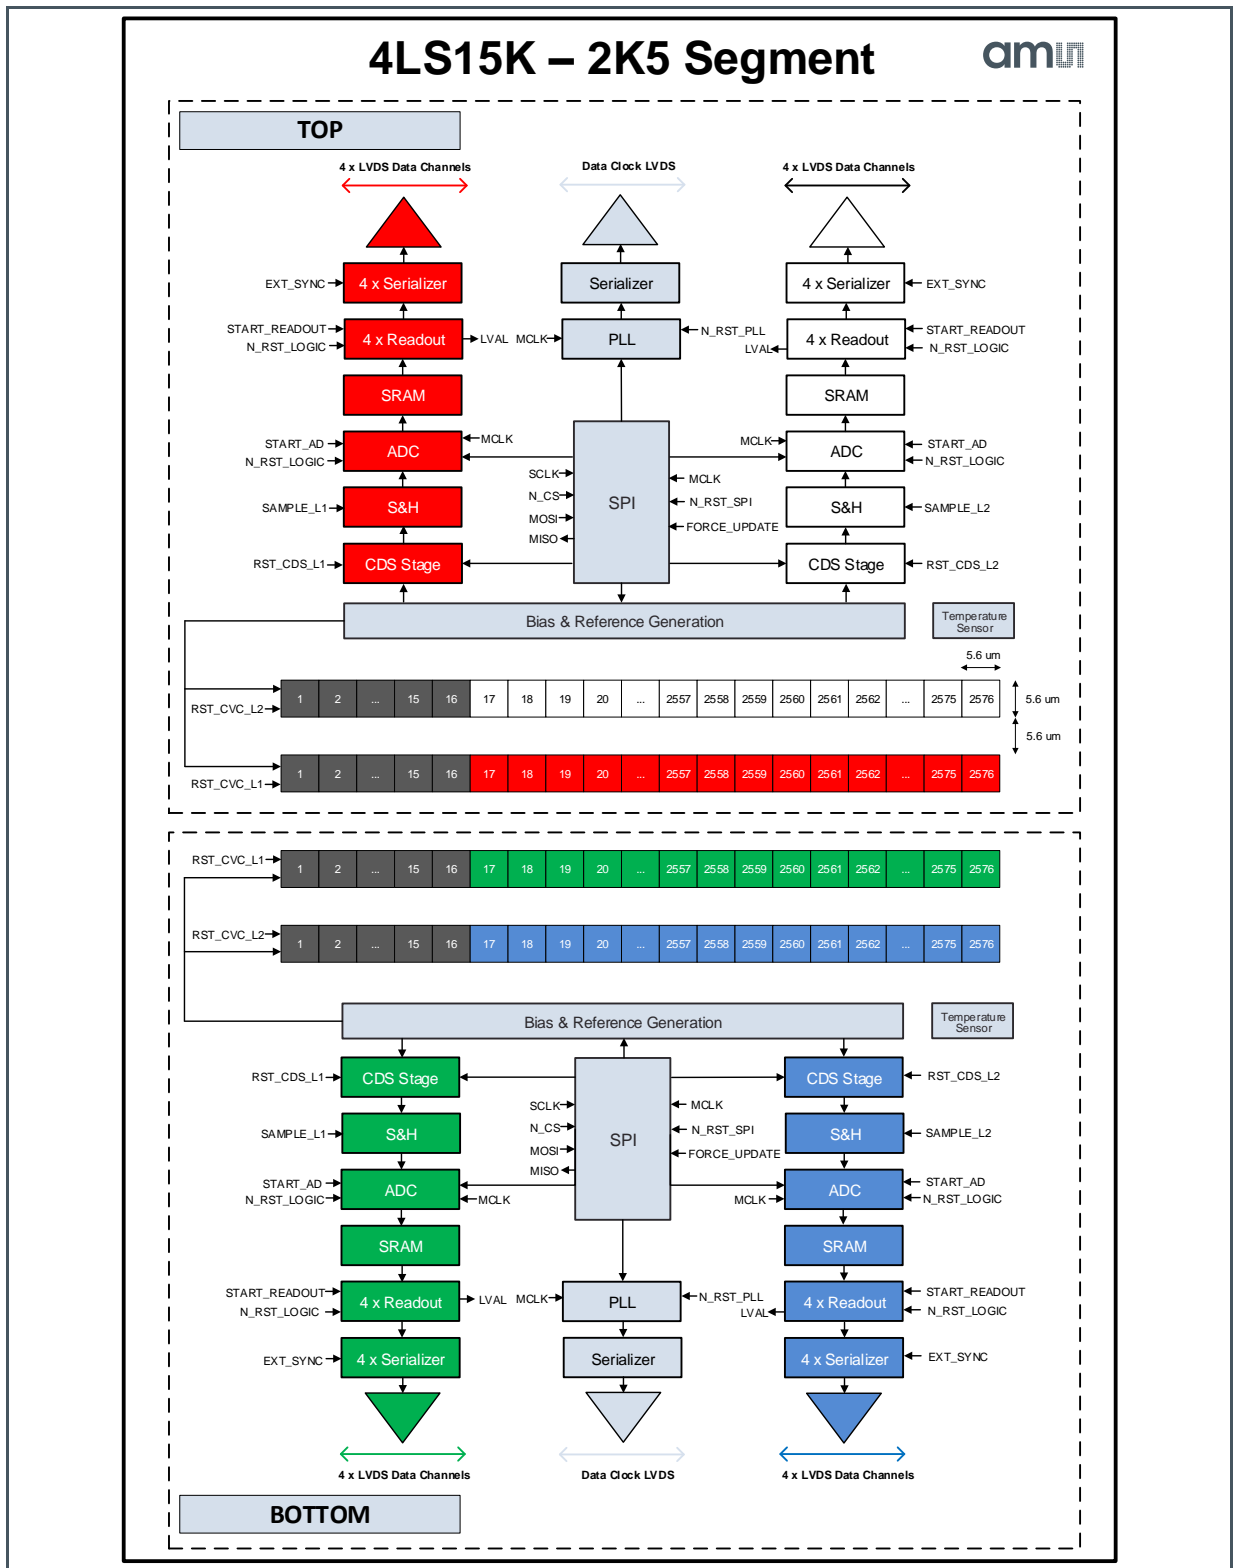 4LS15K – 2K5 Segment
am
TOP
4 x LVDS Data Channels
Data Clock LVDS
4 x LVDS Data Channels
EXT_SYNC
4 x Serializer
Serializer
4 x Serializer
EXT_SYNC
START_READOUT
N_RST_LOGIC
4 x Readout
LVAL
MCLK
PLL
N_RST_PLL
LVAL
4 x Readout
START_READOUT
N_RST_LOGIC
SRAM
SRAM
START_AD
N_RST_LOGIC
ADC
MCLK
MCLK
ADC
START_AD
N_RST_LOGIC
SCLK
N_CS
MOSI
MISO
SPI
MCLK
N_RST_SPI
FORCE_UPDATE
SAMPLE_L1
S&H
S&H
SAMPLE_L2
RST_CDS_L1
CDS Stage
CDS Stage
RST_CDS_L2
Bias & Reference Generation
Temperature
Sensor
5.6 um
RST_CVC_L2
1 2 ... 15 16 17 18 19 20 ... 2557 2558 2559 2560 2561 2562 ... 2575 2576
5.6 um
5.6 um
RST_CVC_L1
1 2 ... 15 16 17 18 19 20 ... 2557 2558 2559 2560 2561 2562 ... 2575 2576
RST_CVC_L1
1 2 ... 15 16 17 18 19 20 ... 2557 2558 2559 2560 2561 2562 ... 2575 2576
RST_CVC_L2
1 2 ... 15 16 17 18 19 20 ... 2557 2558 2559 2560 2561 2562 ... 2575 2576
Bias & Reference Generation
Temperature
Sensor
RST_CDS_L1
CDS Stage
CDS Stage
RST_CDS_L2
SCLK
N_CS
MOSI
MISO
SPI
MCLK
N_RST_SPI
FORCE_UPDATE
SAMPLE_L1
S&H
S&H
SAMPLE_L2
START_AD
N_RST_LOGIC
ADC
MCLK
MCLK
ADC
START_AD
N_RST_LOGIC
SRAM
SRAM
START_READOUT
N_RST_LOGIC
4 x Readout
LVAL
MCLK
PLL
N_RST_PLL
LVAL
4 x Readout
START_READOUT
N_RST_LOGIC
EXT_SYNC
4 x Serializer
Serializer
4 x Serializer
EXT_SYNC
4 x LVDS Data Channels
Data Clock LVDS
4 x LVDS Data Channels
BOTTOM